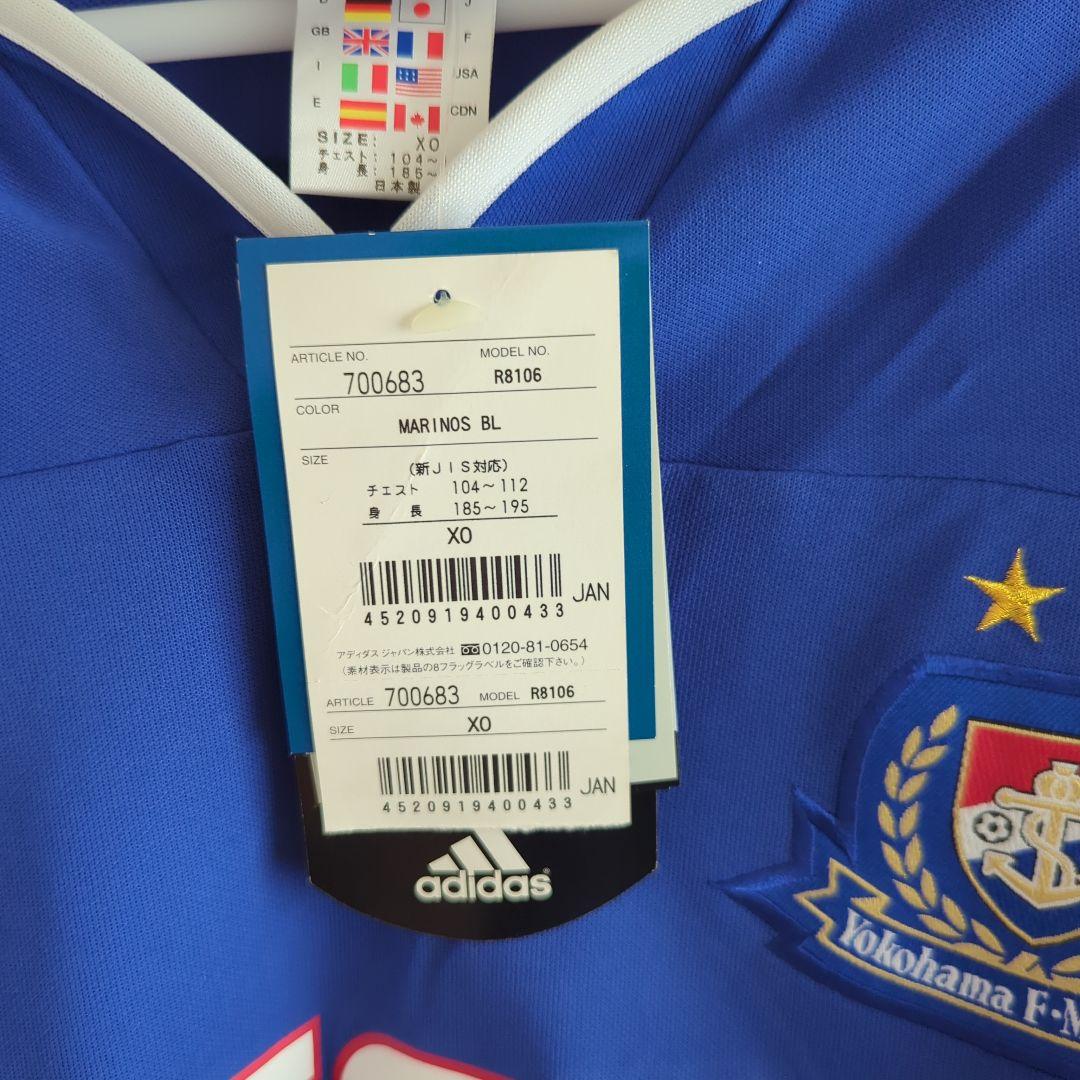 J
GB F
I USA
E CDN
SIZE: XO
チェスト: 104～
身長: 185～
日本製
ARTICLE NO. MODEL NO.
700683 R8106
COLOR
MARINOS BL
SIZE
(新JIS対応)
チェスト 104～112
身長 185～195
XO
4520919400433 JAN
アディダス ジャパン株式会社 0120-81-0654
(素材表示は製品の8フラッグラベルをご確認下さい。)
ARTICLE 700683 MODEL R8106
SIZE XO
4520919400433 JAN
adidas
Yokohama F·M